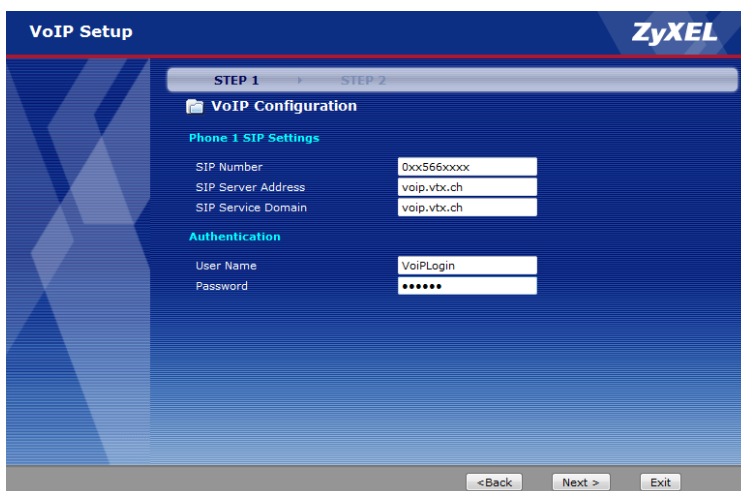 VoIP Setup ZyXEL
STEP 1 STEP 2
VoIP Configuration
Phone 1 SIP Settings
SIP Number 0xx566xxxx
SIP Server Address voip.vtx.ch
SIP Service Domain voip.vtx.ch
Authentication
User Name VoiPLogin
Password ••••••
<Back Next > Exit